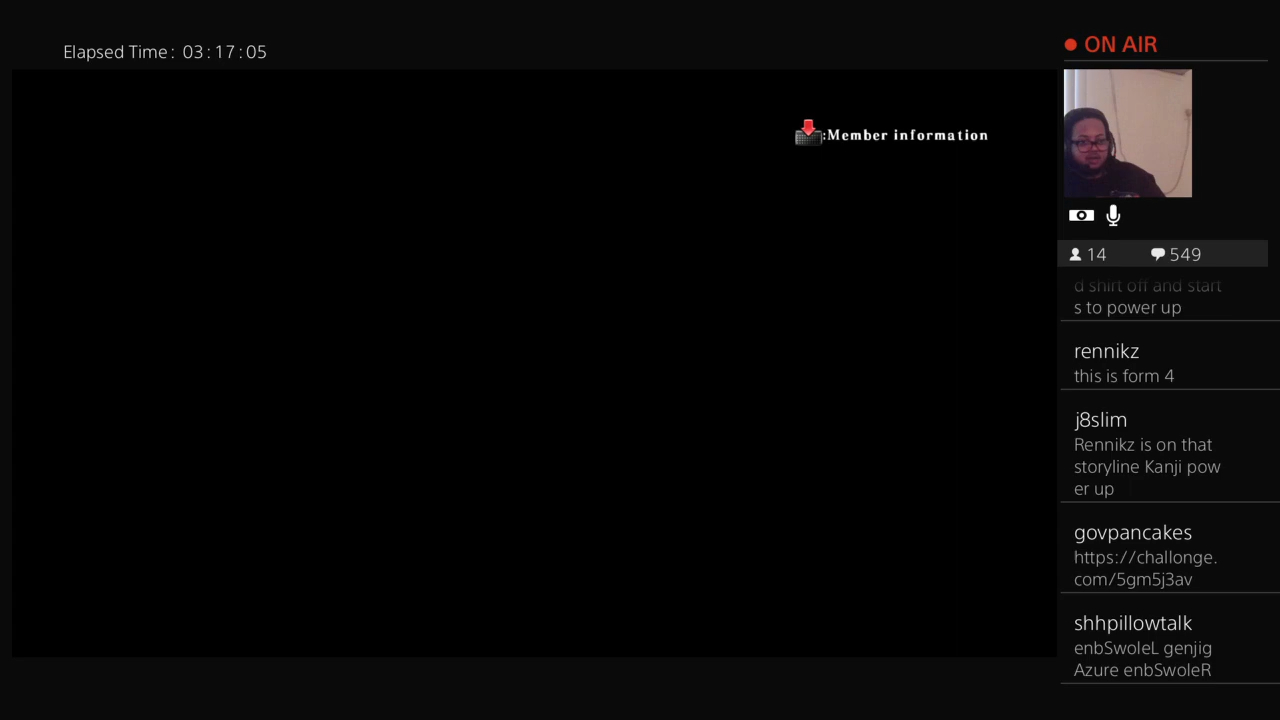 Elapsed Time: 03:17:05
ON AIR
:Member information
14 549
d shirt off and start
s to power up
rennikz
this is form 4
j8slim
Rennikz is on that
storyline Kanji pow
er up
govpancakes
https://challonge.
com/5gm5j3av
shhpillowtalk
enbSwoleL genjig
Azure enbSwoleR